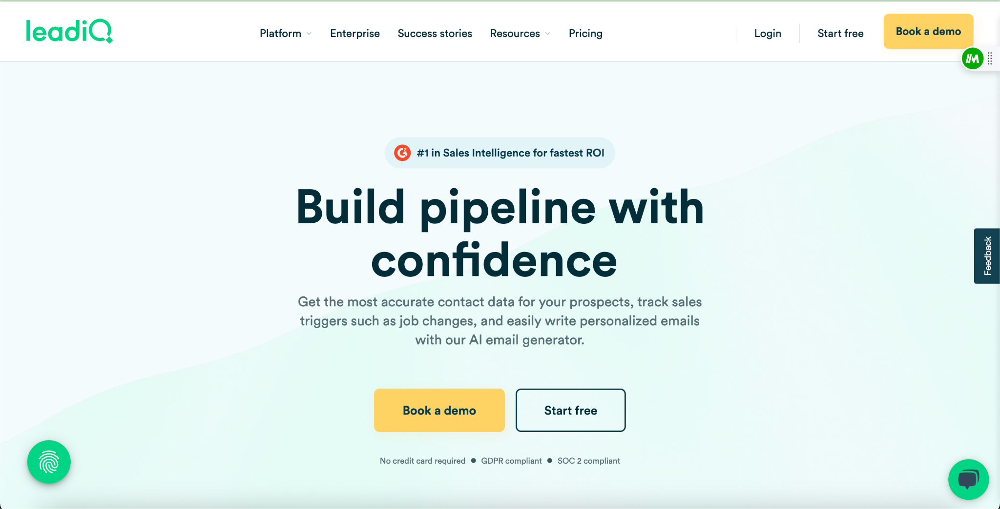 leadiQ
Platform
Enterprise
Success stories
Resources
Pricing
Login
Start free
Book a demo
#1 in Sales Intelligence for fastest ROI
Build pipeline with
confidence
Get the most accurate contact data for your prospects, track sales
triggers such as job changes, and easily write personalized emails
with our AI email generator.
Book a demo
Start free
No credit card required ● GDPR compliant ● SOC 2 compliant
Feedback